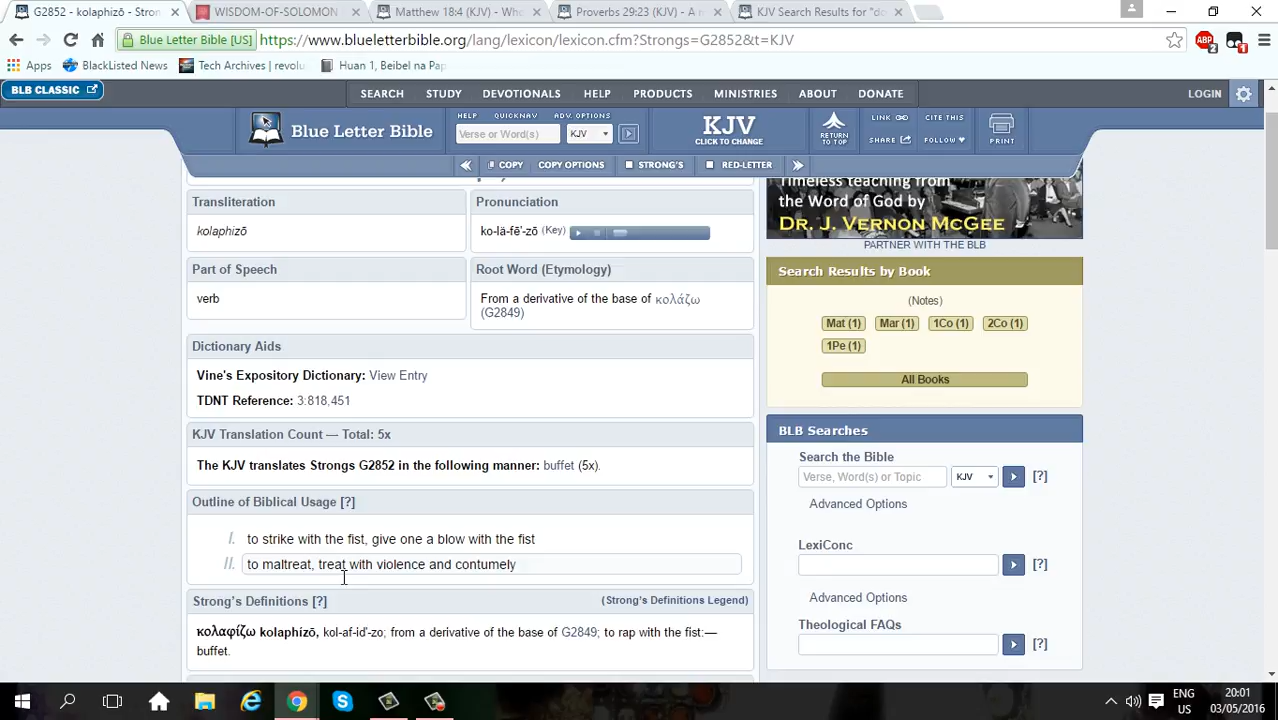 G2852 - kolaphizō - Stron
WISDOM-OF-SOLOMON
Matthew 18:4 (KJV) - Who
Proverbs 29:23 (KJV) - A m
KJV Search Results for "do
Blue Letter Bible [US]
https://www.blueletterbible.org/lang/lexicon/lexicon.cfm?Strongs=G2852&t=KJV
ABP
2
1
Apps
BlackListed News
Tech Archives | revolu
Huan 1, Beibel na Pap
BLB CLASSIC
SEARCH STUDY DEVOTIONALS HELP PRODUCTS MINISTRIES ABOUT DONATE
LOGIN
Blue Letter Bible
HELP QUICKNAV ADV. OPTIONS
Verse or Word(s)
KJV
KJV
CLICK TO CHANGE
RETURN
TO TOP
LINK
CITE THIS
SHARE
FOLLOW
PRINT
COPY COPY OPTIONS STRONG'S RED-LETTER
Transliteration
kolaphizō
Pronunciation
ko-lä-fē'-zō (Key)
Part of Speech
verb
Root Word (Etymology)
From a derivative of the base of κολάζω
(G2849)
Dictionary Aids
Vine's Expository Dictionary: View Entry
TDNT Reference: 3:818,451
KJV Translation Count — Total: 5x
The KJV translates Strongs G2852 in the following manner: buffet (5x).
Outline of Biblical Usage [?]
I. to strike with the fist, give one a blow with the fist
II. to maltreat, treat with violence and contumely
Strong's Definitions [?]
(Strong's Definitions Legend)
κολαφίζω kolaphízō, kol-af-id'-zo; from a derivative of the base of G2849; to rap with the fist:—
buffet.
Timeless teaching from
the Word of God by
DR. J. VERNON McGEE
PARTNER WITH THE BLB
Search Results by Book
(Notes)
Mat (1) Mar (1) 1Co (1) 2Co (1)
1Pe (1)
All Books
BLB Searches
Search the Bible
Verse, Word(s) or Topic
KJV
[?]
Advanced Options
LexiConc
[?]
Advanced Options
Theological FAQs
[?]
ENG
US
20:01
03/05/2016